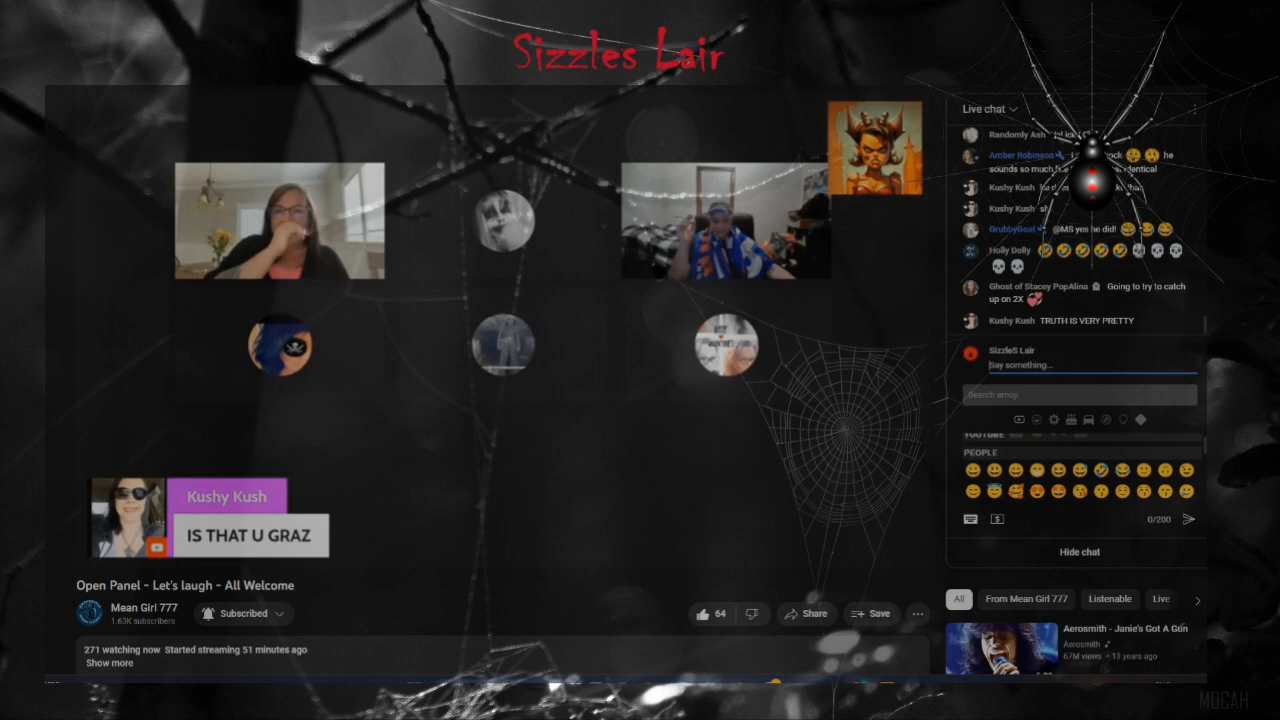 Sizzles Lair
Live chat
Randomly Ash
Amber Robinson he
sounds so much identical
Kushy Kush
Kushy Kush
GrubbyGoat @MS yes he did!
Holly Dolly
Ghost of Stacey PopAlina Going to try to catch
up on 2X
Kushy Kush TRUTH IS VERY PRETTY
SizzleS Lair
Say something...
Search emoji
YOUTUBE
PEOPLE
0/200
Hide chat
Kushy Kush
IS THAT U GRAZ
Open Panel - Let's laugh - All Welcome
Mean Girl 777
1.63K subscribers
Subscribed
64
Share
Save
271 watching now Started streaming 51 minutes ago
Show more
All From Mean Girl 777 Listenable Live
Aerosmith - Janie's Got A Gun
Aerosmith
67M views • 13 years ago
MOCAH